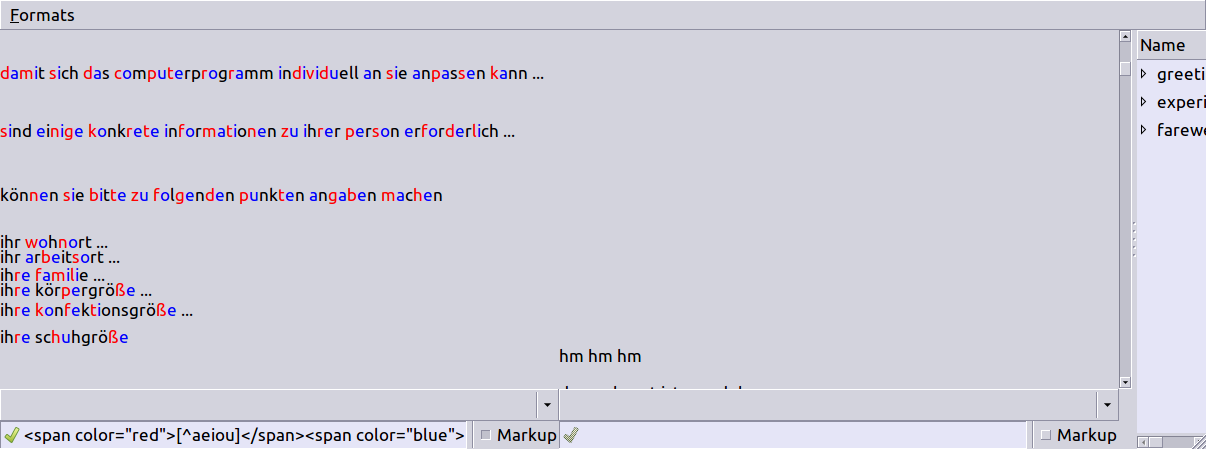 Formats
damit sich das computerprogramm individuell an sie anpassen kann ...
sind einige konkrete informationen zu ihrer person erforderlich ...
können sie bitte zu folgenden punkten angaben machen
ihr wohnort ...
ihr arbeitsort ...
ihre familie ...
ihre körpergröße ...
ihre konfektionsgröße ...
ihre schuhgröße
hm hm hm
<span color="red">[^aeiou]</span><span color="blue">
Markup
Markup
Name
greeti
experi
farewe